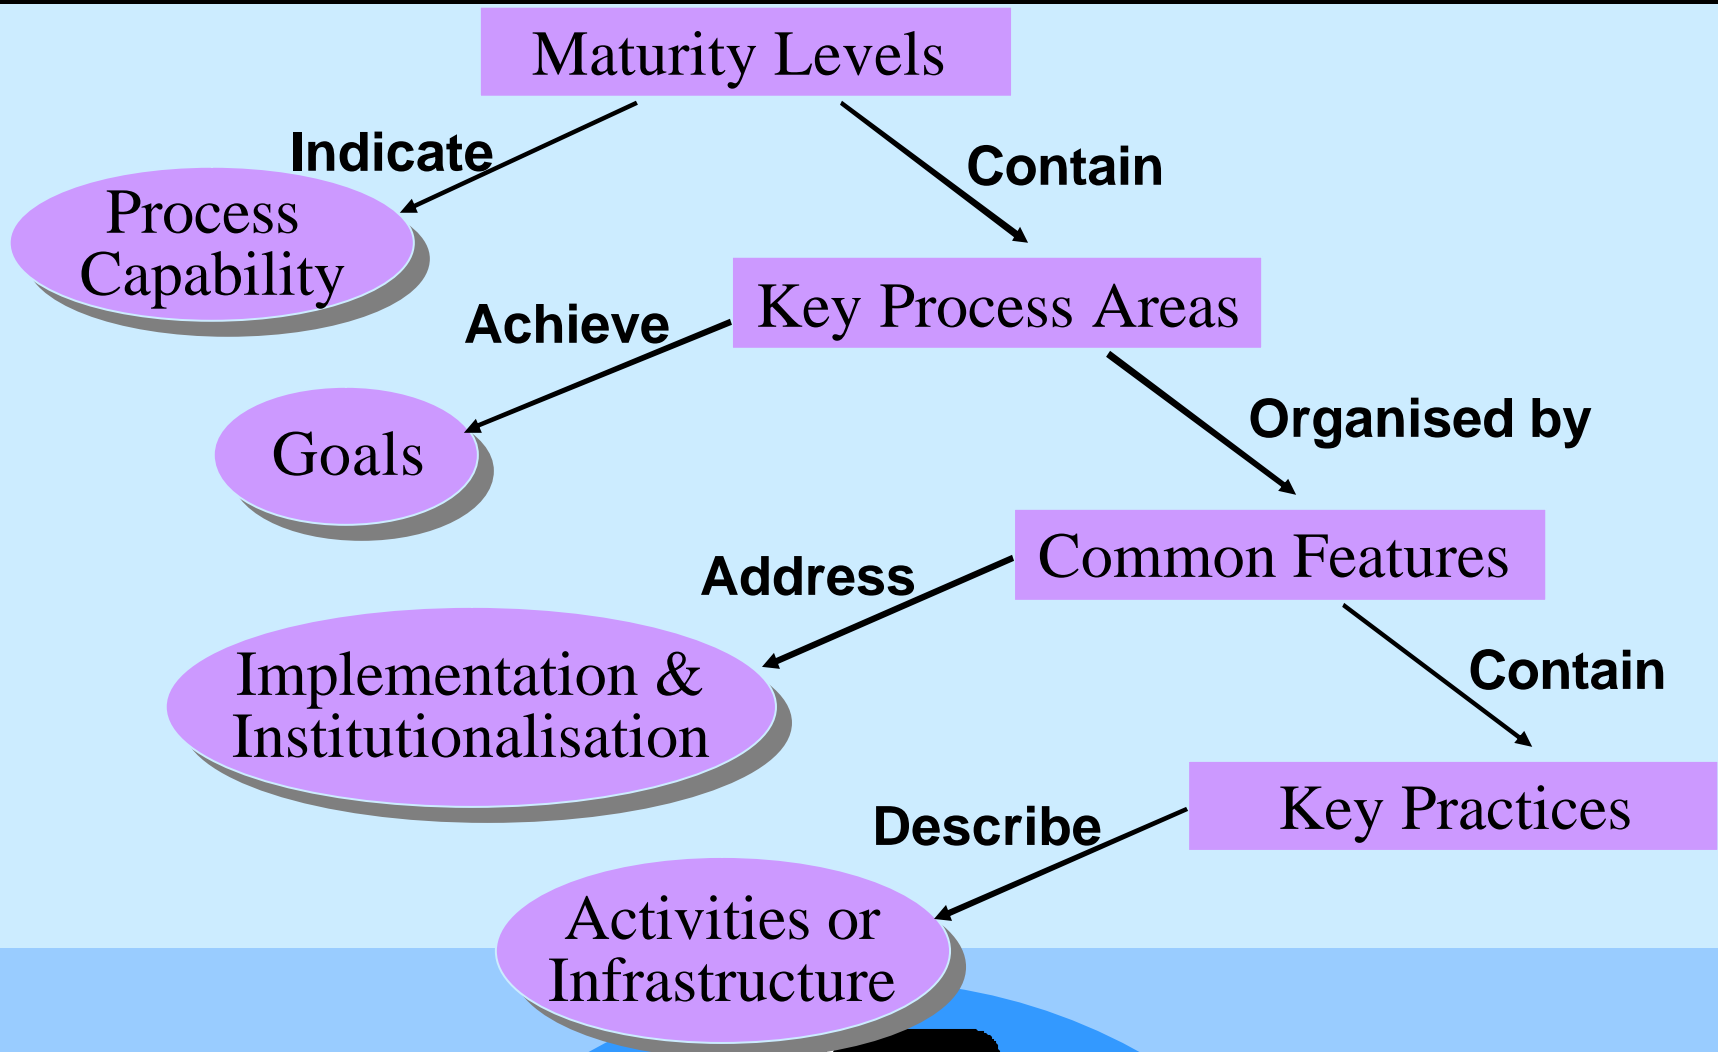 Maturity Levels
Indicate
Contain
Process
Capability
Key Process Areas
Achieve
Organised by
Goals
Common Features
Address
Implementation &
Institutionalisation
Contain
Key Practices
Describe
Activities or
Infrastructure